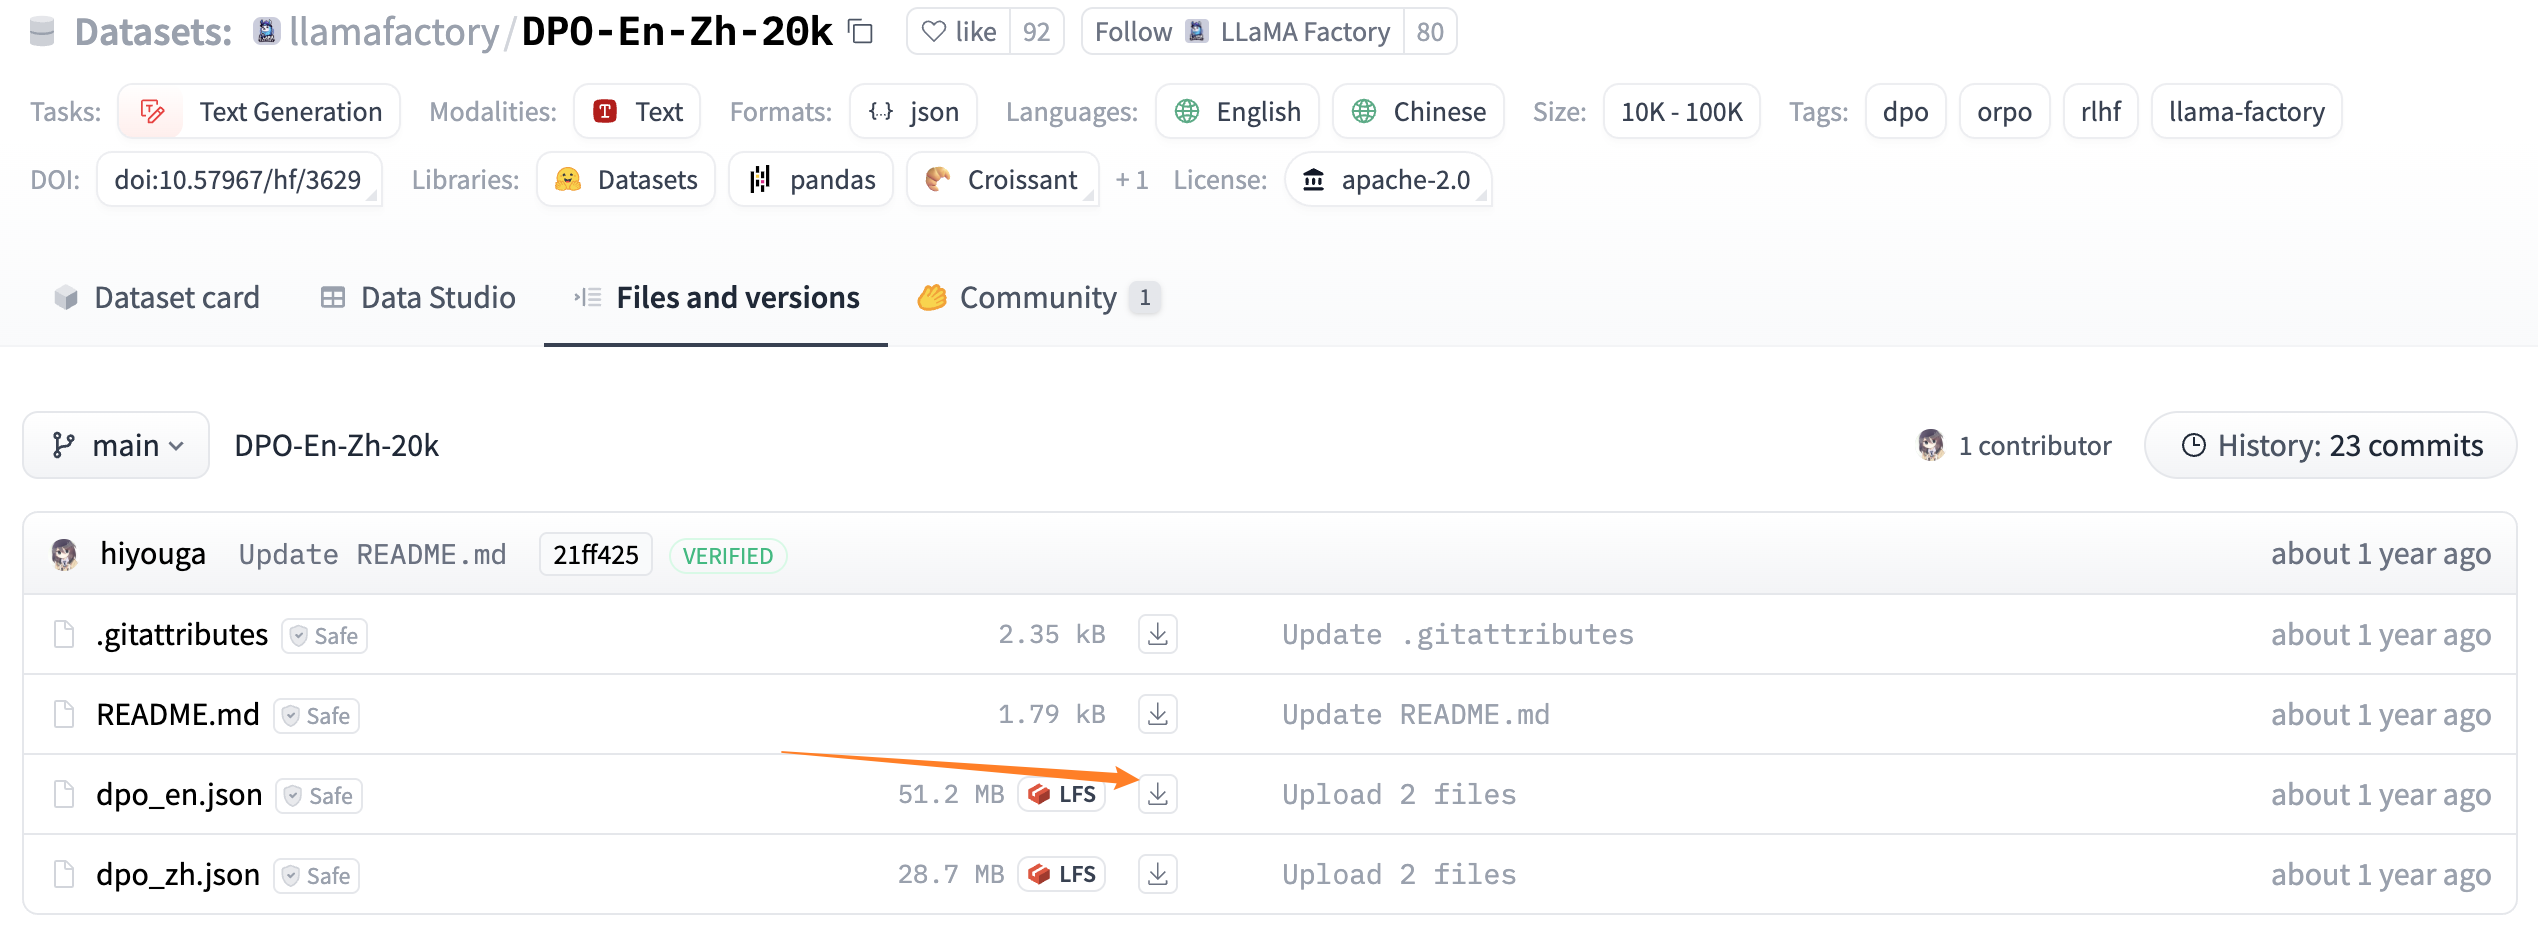 Datasets: llamafactory/DPO-En-Zh-20k like 92 Follow LLaMA Factory 80
Tasks: Text Generation Modalities: Text Formats: json Languages: English Chinese Size: 10K - 100K Tags: dpo orpo rlhf llama-factory
DOI: doi:10.57967/hf/3629 Libraries: Datasets pandas Croissant + 1 License: apache-2.0
Dataset card Data Studio Files and versions Community 1
main DPO-En-Zh-20k 1 contributor History: 23 commits
hiyouga Update README.md 21ff425 VERIFIED about 1 year ago
.gitattributes Safe 2.35 kB Update .gitattributes about 1 year ago
README.md Safe 1.79 kB Update README.md about 1 year ago
dpo_en.json Safe 51.2 MB LFS Upload 2 files about 1 year ago
dpo_zh.json Safe 28.7 MB LFS Upload 2 files about 1 year ago